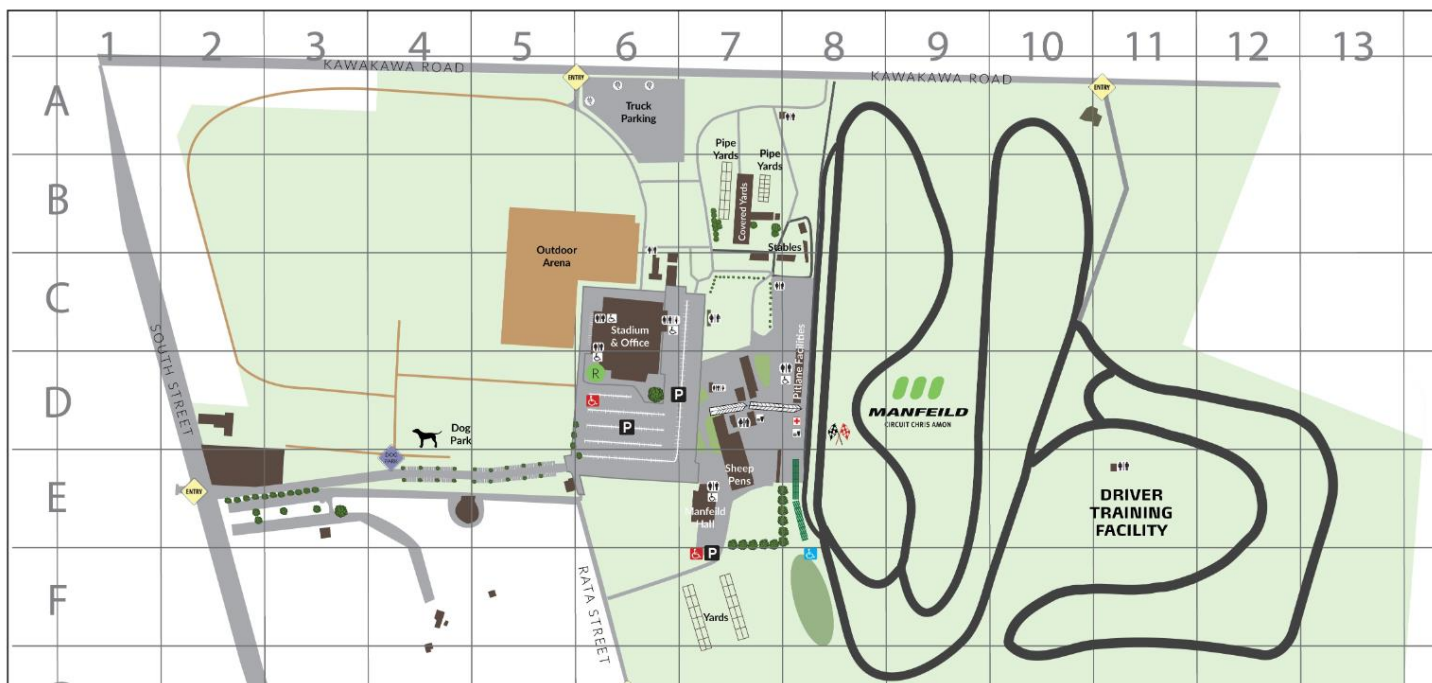 1 2 3 4 5 6 7 8 9 10 11 12 13
KAWAKAWA ROAD
KAWAKAWA ROAD
ENTRY
ENTRY
A
Truck
Parking
Pipe
Yards
Pipe
Yards
B
Covered Yards
Outdoor
Arena
Stables
C
SOUTH STREET
Stadium
& Office
Pitlane Facilities
R
D
P
P
MANFEILD
CIRCUIT CHRIS AMON
Dog
Park
DOG
PARK
ENTRY
E
Sheep
Pens
Manfeild
Hall
DRIVER
TRAINING
FACILITY
P
F
RATA STREET
Yards